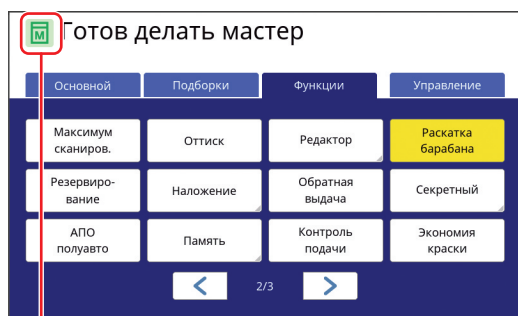 M Готов делать мастер
Основной Подборки Функции Управление
Максимум Оттиск Редактор Раскатка
сканиров. барабана
Резервиро- Наложение Обратная Секретный
вание выдача
АПО Память Контроль Экономия
полуавто подачи краски
2/3